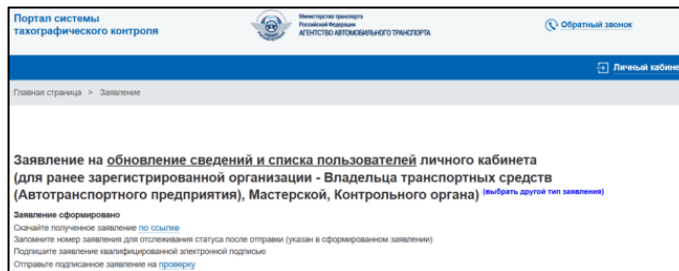 Портал системы
тахографического контроля
Министерство транспорта
Российской Федерации
АГЕНТСТВО АВТОМОБИЛЬНОГО ТРАНСПОРТА
Обратный звонок
Личный кабине
Главная страница > Заявление
Заявление на обновление сведений и списка пользователей личного кабинета
(для ранее зарегистрированной организации - Владельца транспортных средств
(Автотранспортного предприятия), Мастерской, Контрольного органа) (выбрать другой тип заявления)
Заявление сформировано
Скачайте полученное заявление по ссылке
Запомните номер заявления для отслеживания статуса после отправки (указан в сформированном заявлении)
Подпишите заявление квалифицированной электронной подписью
Отправьте подписанное заявление на проверку